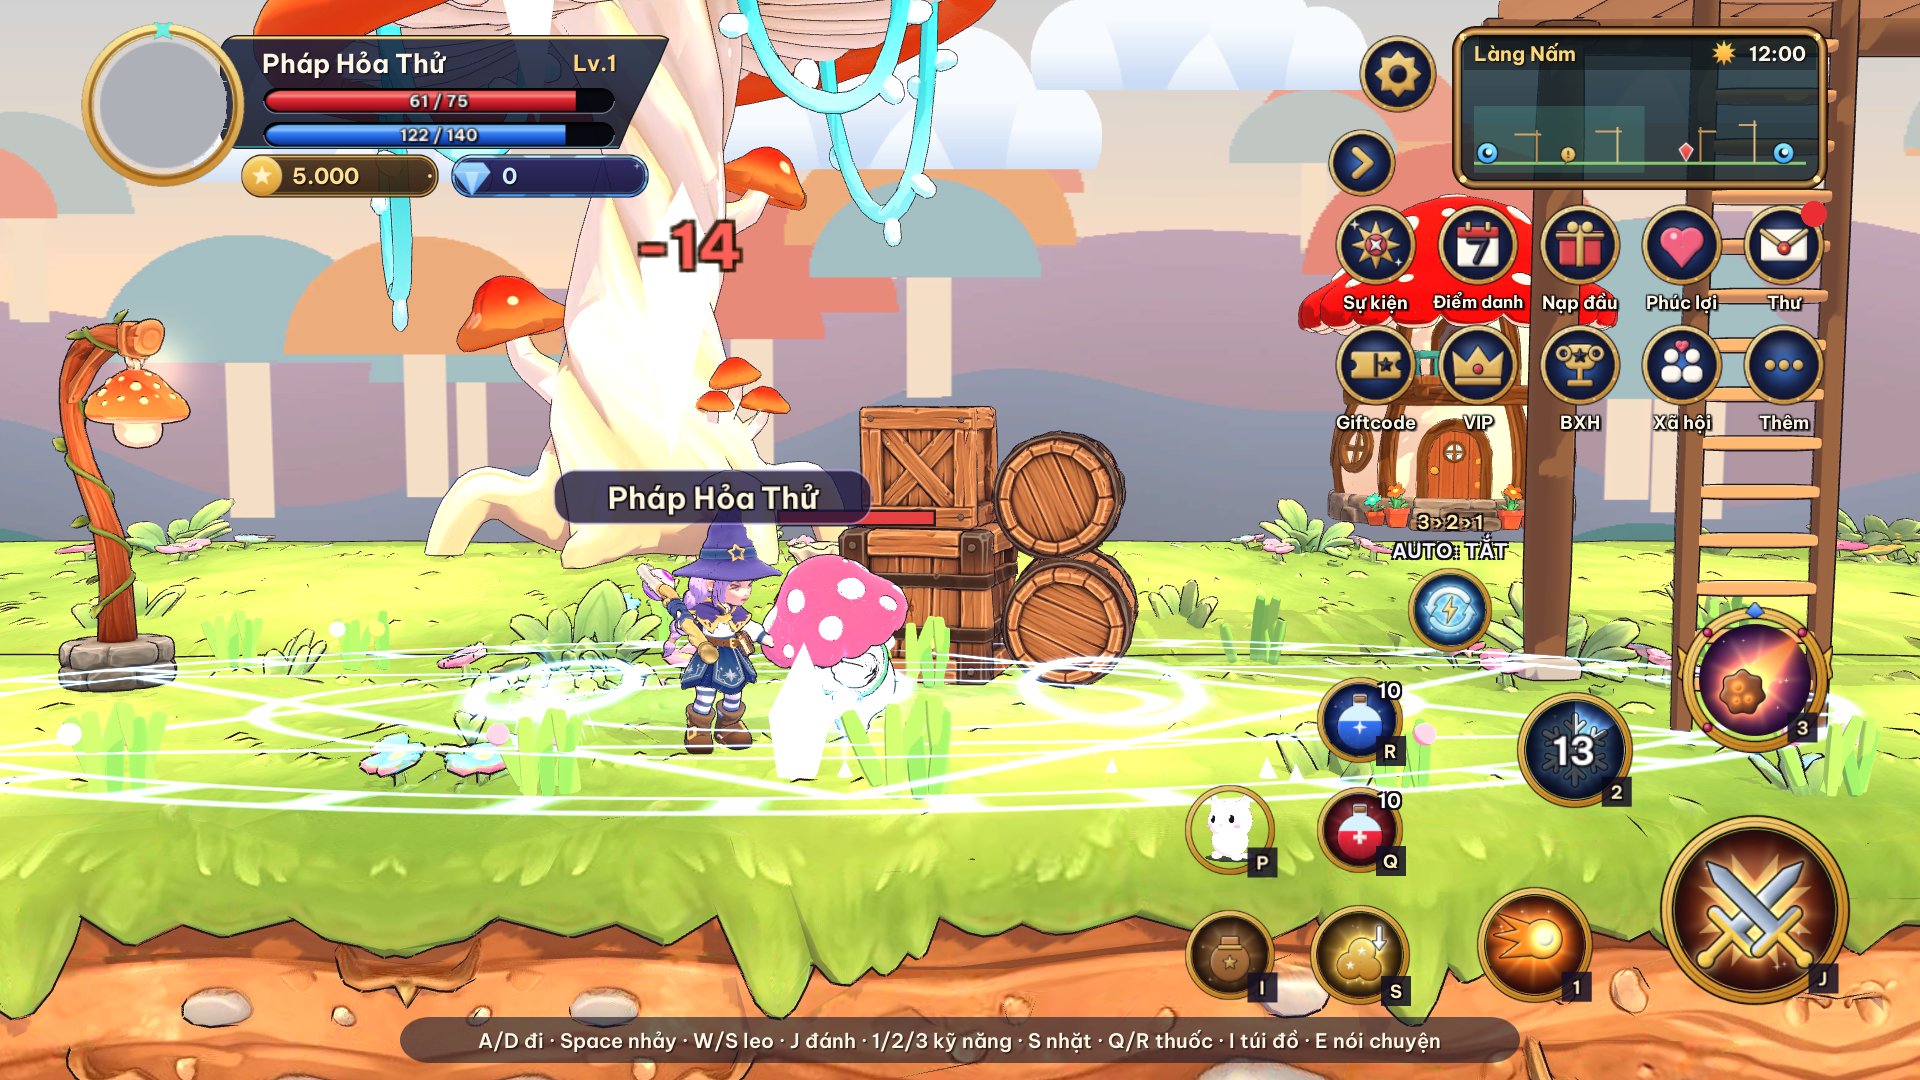 Pháp Hỏa Thử
Lv.1
61 / 75
122 / 140
5.000
0
Làng Nấm
12:00
-14
7
Sự kiện
Điểm danh
Nạp đầu
Phúc lợi
Thư
Giftcode
VIP
BXH
Xã hội
Thêm
Pháp Hỏa Thử
3>2>1
AUTO: TẮT
10
R
13
2
3
10
Q
P
I
S
1
J
A/D đi · Space nhảy · W/S leo · J đánh · 1/2/3 kỹ năng · S nhặt · Q/R thuốc · I túi đồ · E nói chuyện